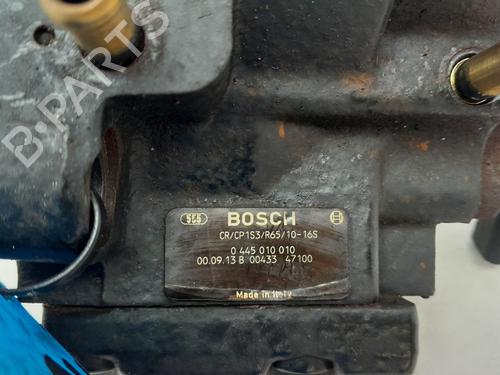 B-PARTS
565 BOSCH
CR/CP1S3/R65/10-16S
0 445 010 010
00.09.13 B 00433 47100
Made in Italy